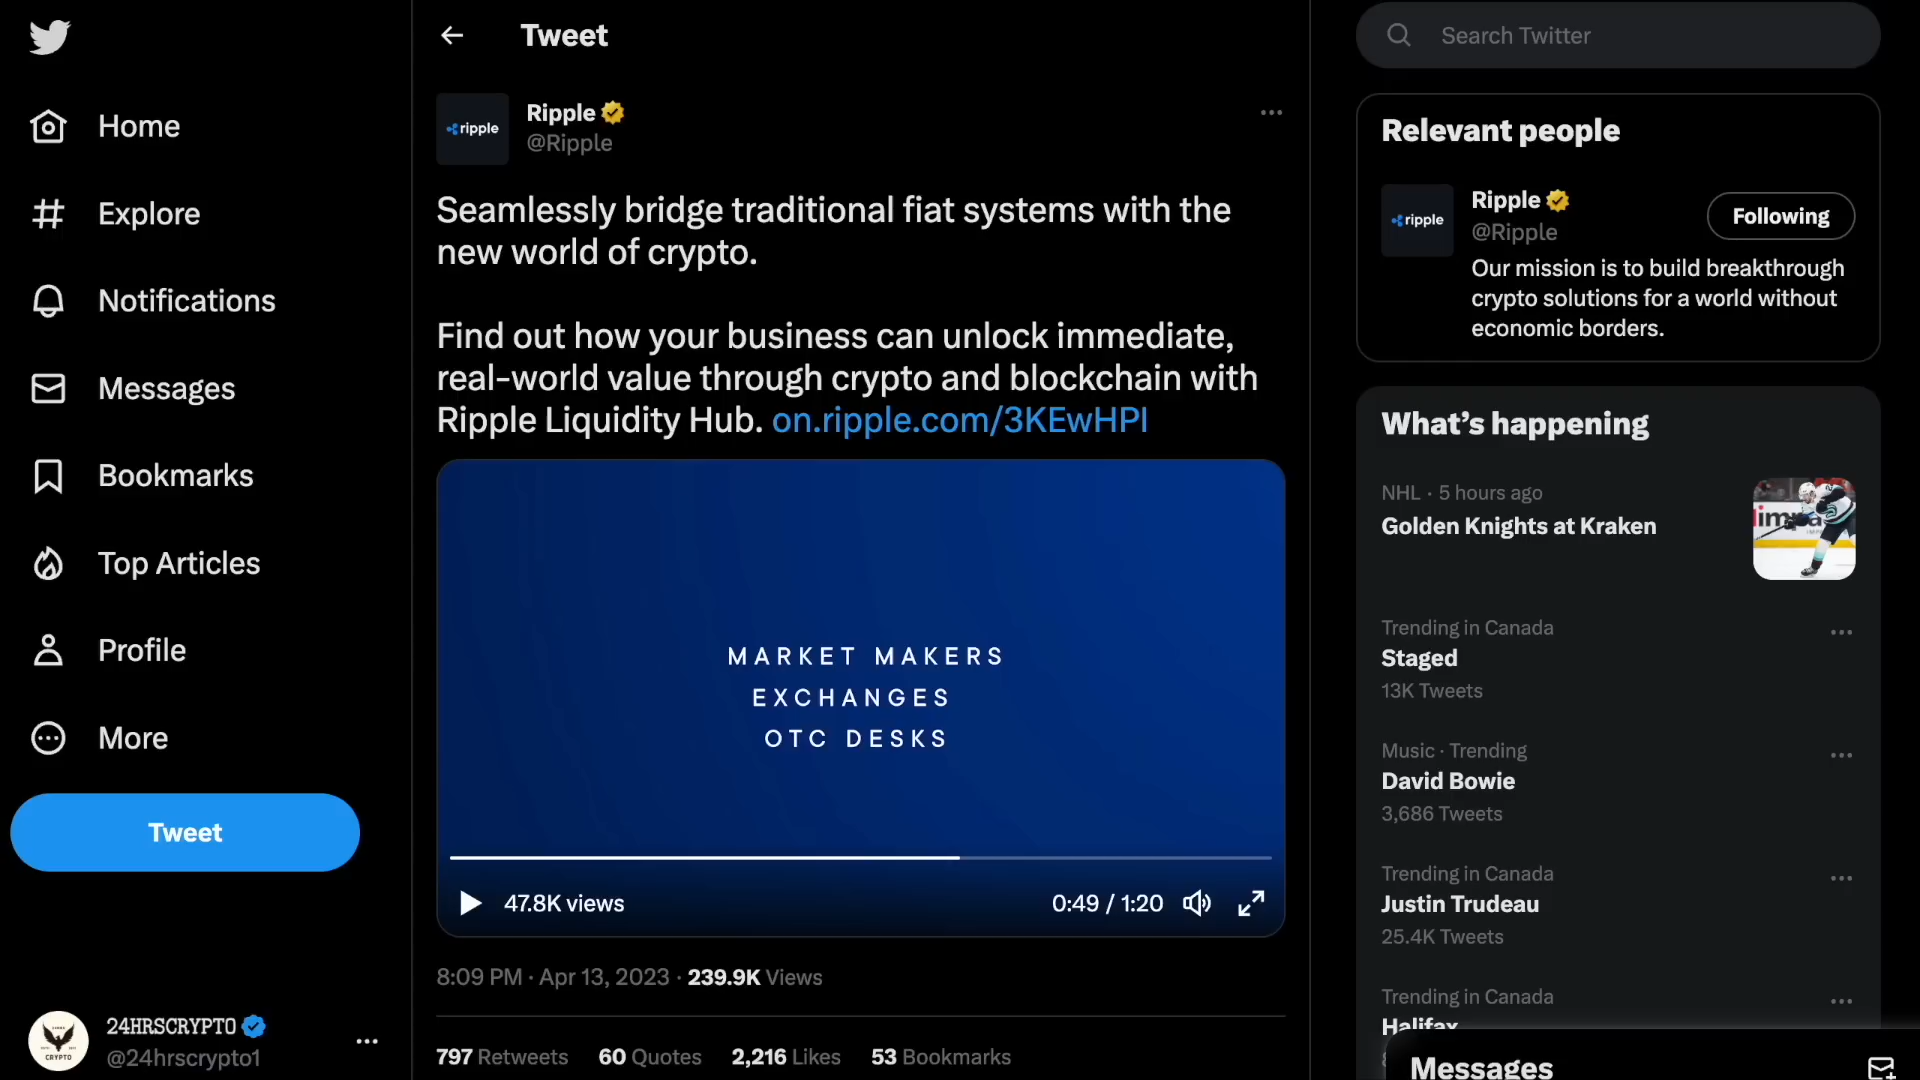 Home
Explore
Notifications
Messages
Bookmarks
Top Articles
Profile
More
Tweet
24HRSCRYPTO
@24hrscrypto1
CRYPTO
Tweet
ripple
Ripple
@Ripple
Seamlessly bridge traditional fiat systems with the
new world of crypto.
Find out how your business can unlock immediate,
real-world value through crypto and blockchain with
Ripple Liquidity Hub. on.ripple.com/3KEwHPI
MARKET MAKERS
EXCHANGES
OTC DESKS
47.8K views
0:49 / 1:20
8:09 PM · Apr 13, 2023 · 239.9K Views
797 Retweets 60 Quotes 2,216 Likes 53 Bookmarks
Search Twitter
Relevant people
ripple
Ripple
@Ripple
Following
Our mission is to build breakthrough
crypto solutions for a world without
economic borders.
What's happening
NHL · 5 hours ago
Golden Knights at Kraken
Trending in Canada
Staged
13K Tweets
Music · Trending
David Bowie
3,686 Tweets
Trending in Canada
Justin Trudeau
25.4K Tweets
Trending in Canada
Halifax
Messages